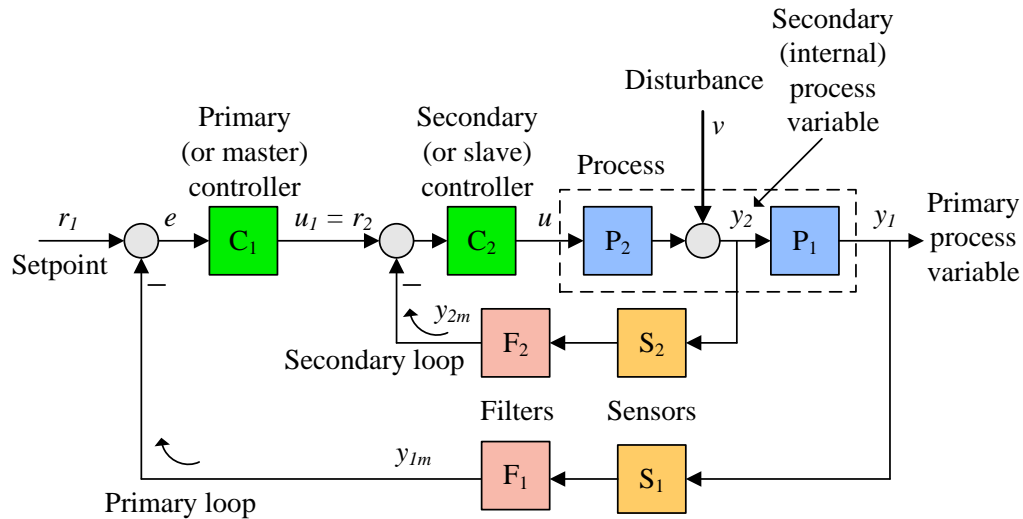 Secondary
(internal)
process
variable
Disturbance
v
Primary
(or master)
controller
Secondary
(or slave)
controller
Process
r1
e
C1
u1 = r2
C2
u
P2
y2
P1
y1
Primary
process
variable
Setpoint
–
–
y2m
F2
S2
Secondary loop
Filters
Sensors
y1m
F1
S1
Primary loop